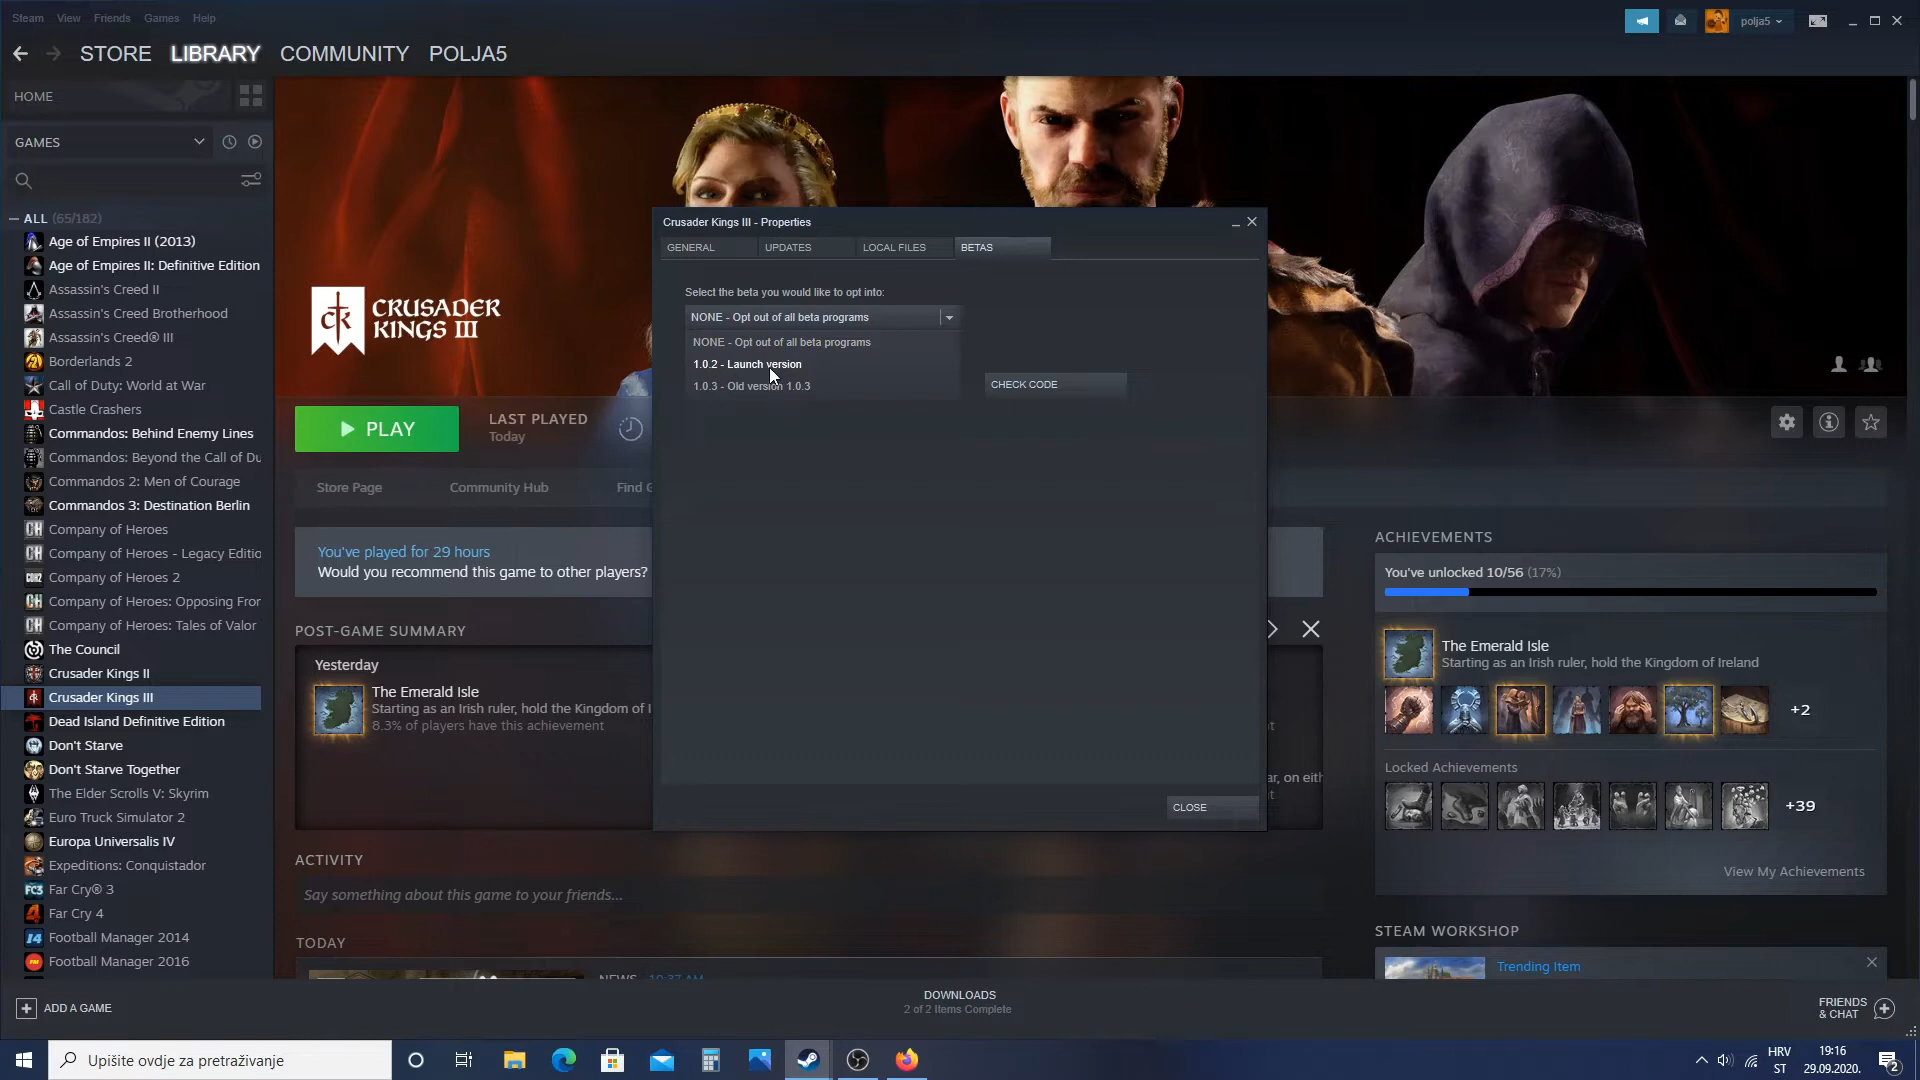 Steam View Friends Games Help
polja5
STORE LIBRARY COMMUNITY POLJA5
HOME
GAMES
ALL (65/182)
Age of Empires II (2013)
Age of Empires II: Definitive Edition
Assassin's Creed II
Assassin's Creed Brotherhood
Assassin's Creed® III
Borderlands 2
Call of Duty: World at War
Castle Crashers
Commandos: Behind Enemy Lines
Commandos: Beyond the Call of Du
Commandos 2: Men of Courage
Commandos 3: Destination Berlin
Company of Heroes
Company of Heroes - Legacy Editio
Company of Heroes 2
Company of Heroes: Opposing Fron
Company of Heroes: Tales of Valor
The Council
Crusader Kings II
Crusader Kings III
Dead Island Definitive Edition
Don't Starve
Don't Starve Together
The Elder Scrolls V: Skyrim
Euro Truck Simulator 2
Europa Universalis IV
Expeditions: Conquistador
Far Cry® 3
Far Cry 4
Football Manager 2014
Football Manager 2016
ADD A GAME
CRUSADER
KINGS III
PLAY
LAST PLAYED
Today
Store Page Community Hub Find G
You've played for 29 hours
Would you recommend this game to other players?
POST-GAME SUMMARY
Yesterday
The Emerald Isle
Starting as an Irish ruler, hold the Kingdom of I
8.3% of players have this achievement
ar, on eith
ACTIVITY
Say something about this game to your friends...
TODAY
NEWS 10:37 AM
Crusader Kings III - Properties
GENERAL UPDATES LOCAL FILES BETAS
Select the beta you would like to opt into:
NONE - Opt out of all beta programs
NONE - Opt out of all beta programs
1.0.2 - Launch version
1.0.3 - Old version 1.0.3
CHECK CODE
CLOSE
ACHIEVEMENTS
You've unlocked 10/56 (17%)
The Emerald Isle
Starting as an Irish ruler, hold the Kingdom of Ireland
+2
Locked Achievements
+39
View My Achievements
STEAM WORKSHOP
Trending Item
DOWNLOADS
2 of 2 Items Complete
FRIENDS
& CHAT
Upišite ovdje za pretraživanje
HRV
ST
19:16
29.09.2020.
2